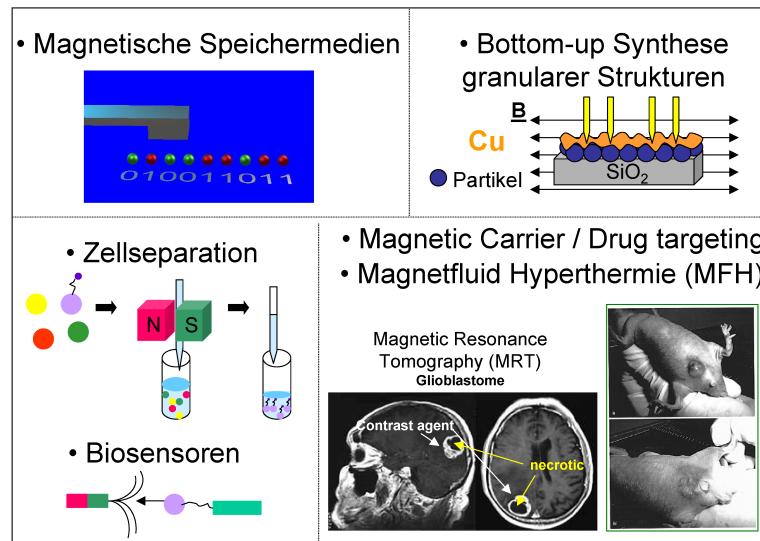 • Magnetische Speichermedien
010011011
• Bottom-up Synthese
granularer Strukturen
B
Cu
Partikel
SiO2
• Zellseparation
N S
• Biosensoren
• Magnetic Carrier / Drug targeting
• Magnetfluid Hyperthermie (MFH)
Magnetic Resonance
Tomography (MRT)
Glioblastome
Contrast agent
necrotic